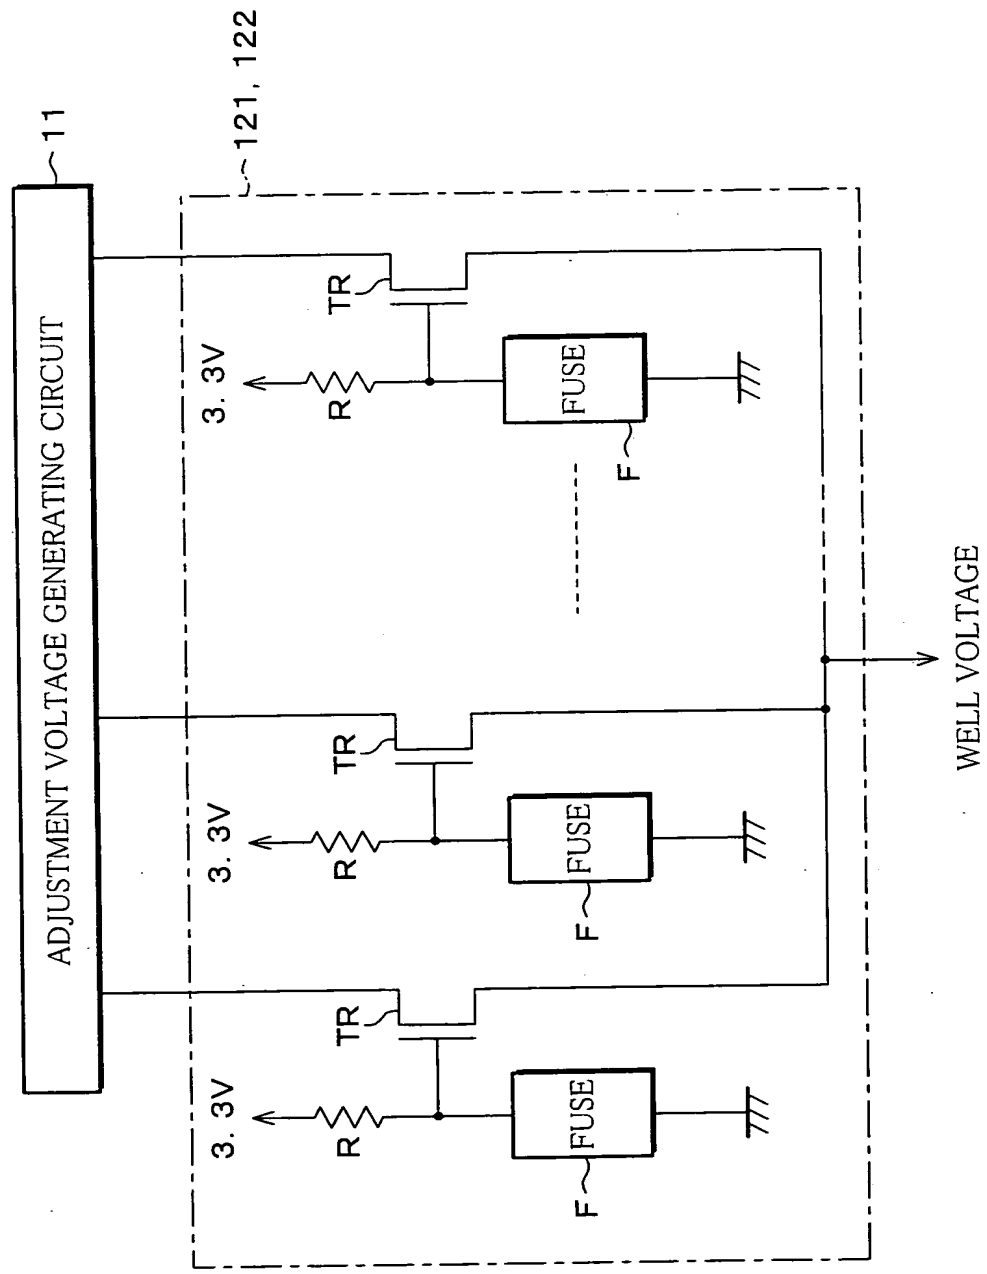 11
ADJUSTMENT VOLTAGE GENERATING CIRCUIT
121, 122
3. 3V
R
TR
FUSE
F
3. 3V
R
TR
FUSE
F
3. 3V
R
TR
FUSE
F
WELL VOLTAGE